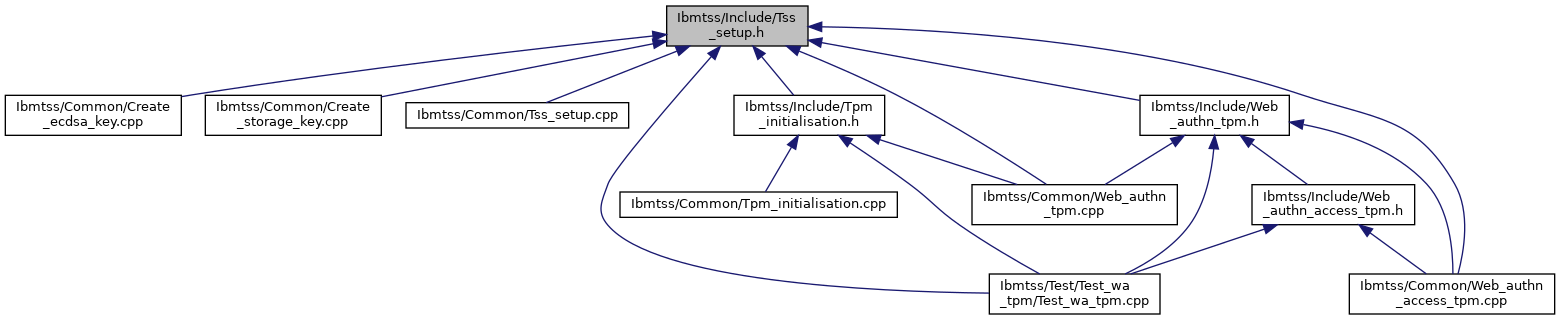 Ibmtss/Include/Tss
_setup.h
Ibmtss/Common/Create
_ecdsa_key.cpp
Ibmtss/Common/Create
_storage_key.cpp
Ibmtss/Common/Tss_setup.cpp
Ibmtss/Include/Tpm
_initialisation.h
Ibmtss/Include/Web
_authn_tpm.h
Ibmtss/Common/Tpm_initialisation.cpp
Ibmtss/Common/Web_authn
_tpm.cpp
Ibmtss/Include/Web
_authn_access_tpm.h
Ibmtss/Test/Test_wa
_tpm/Test_wa_tpm.cpp
Ibmtss/Common/Web_authn
_access_tpm.cpp